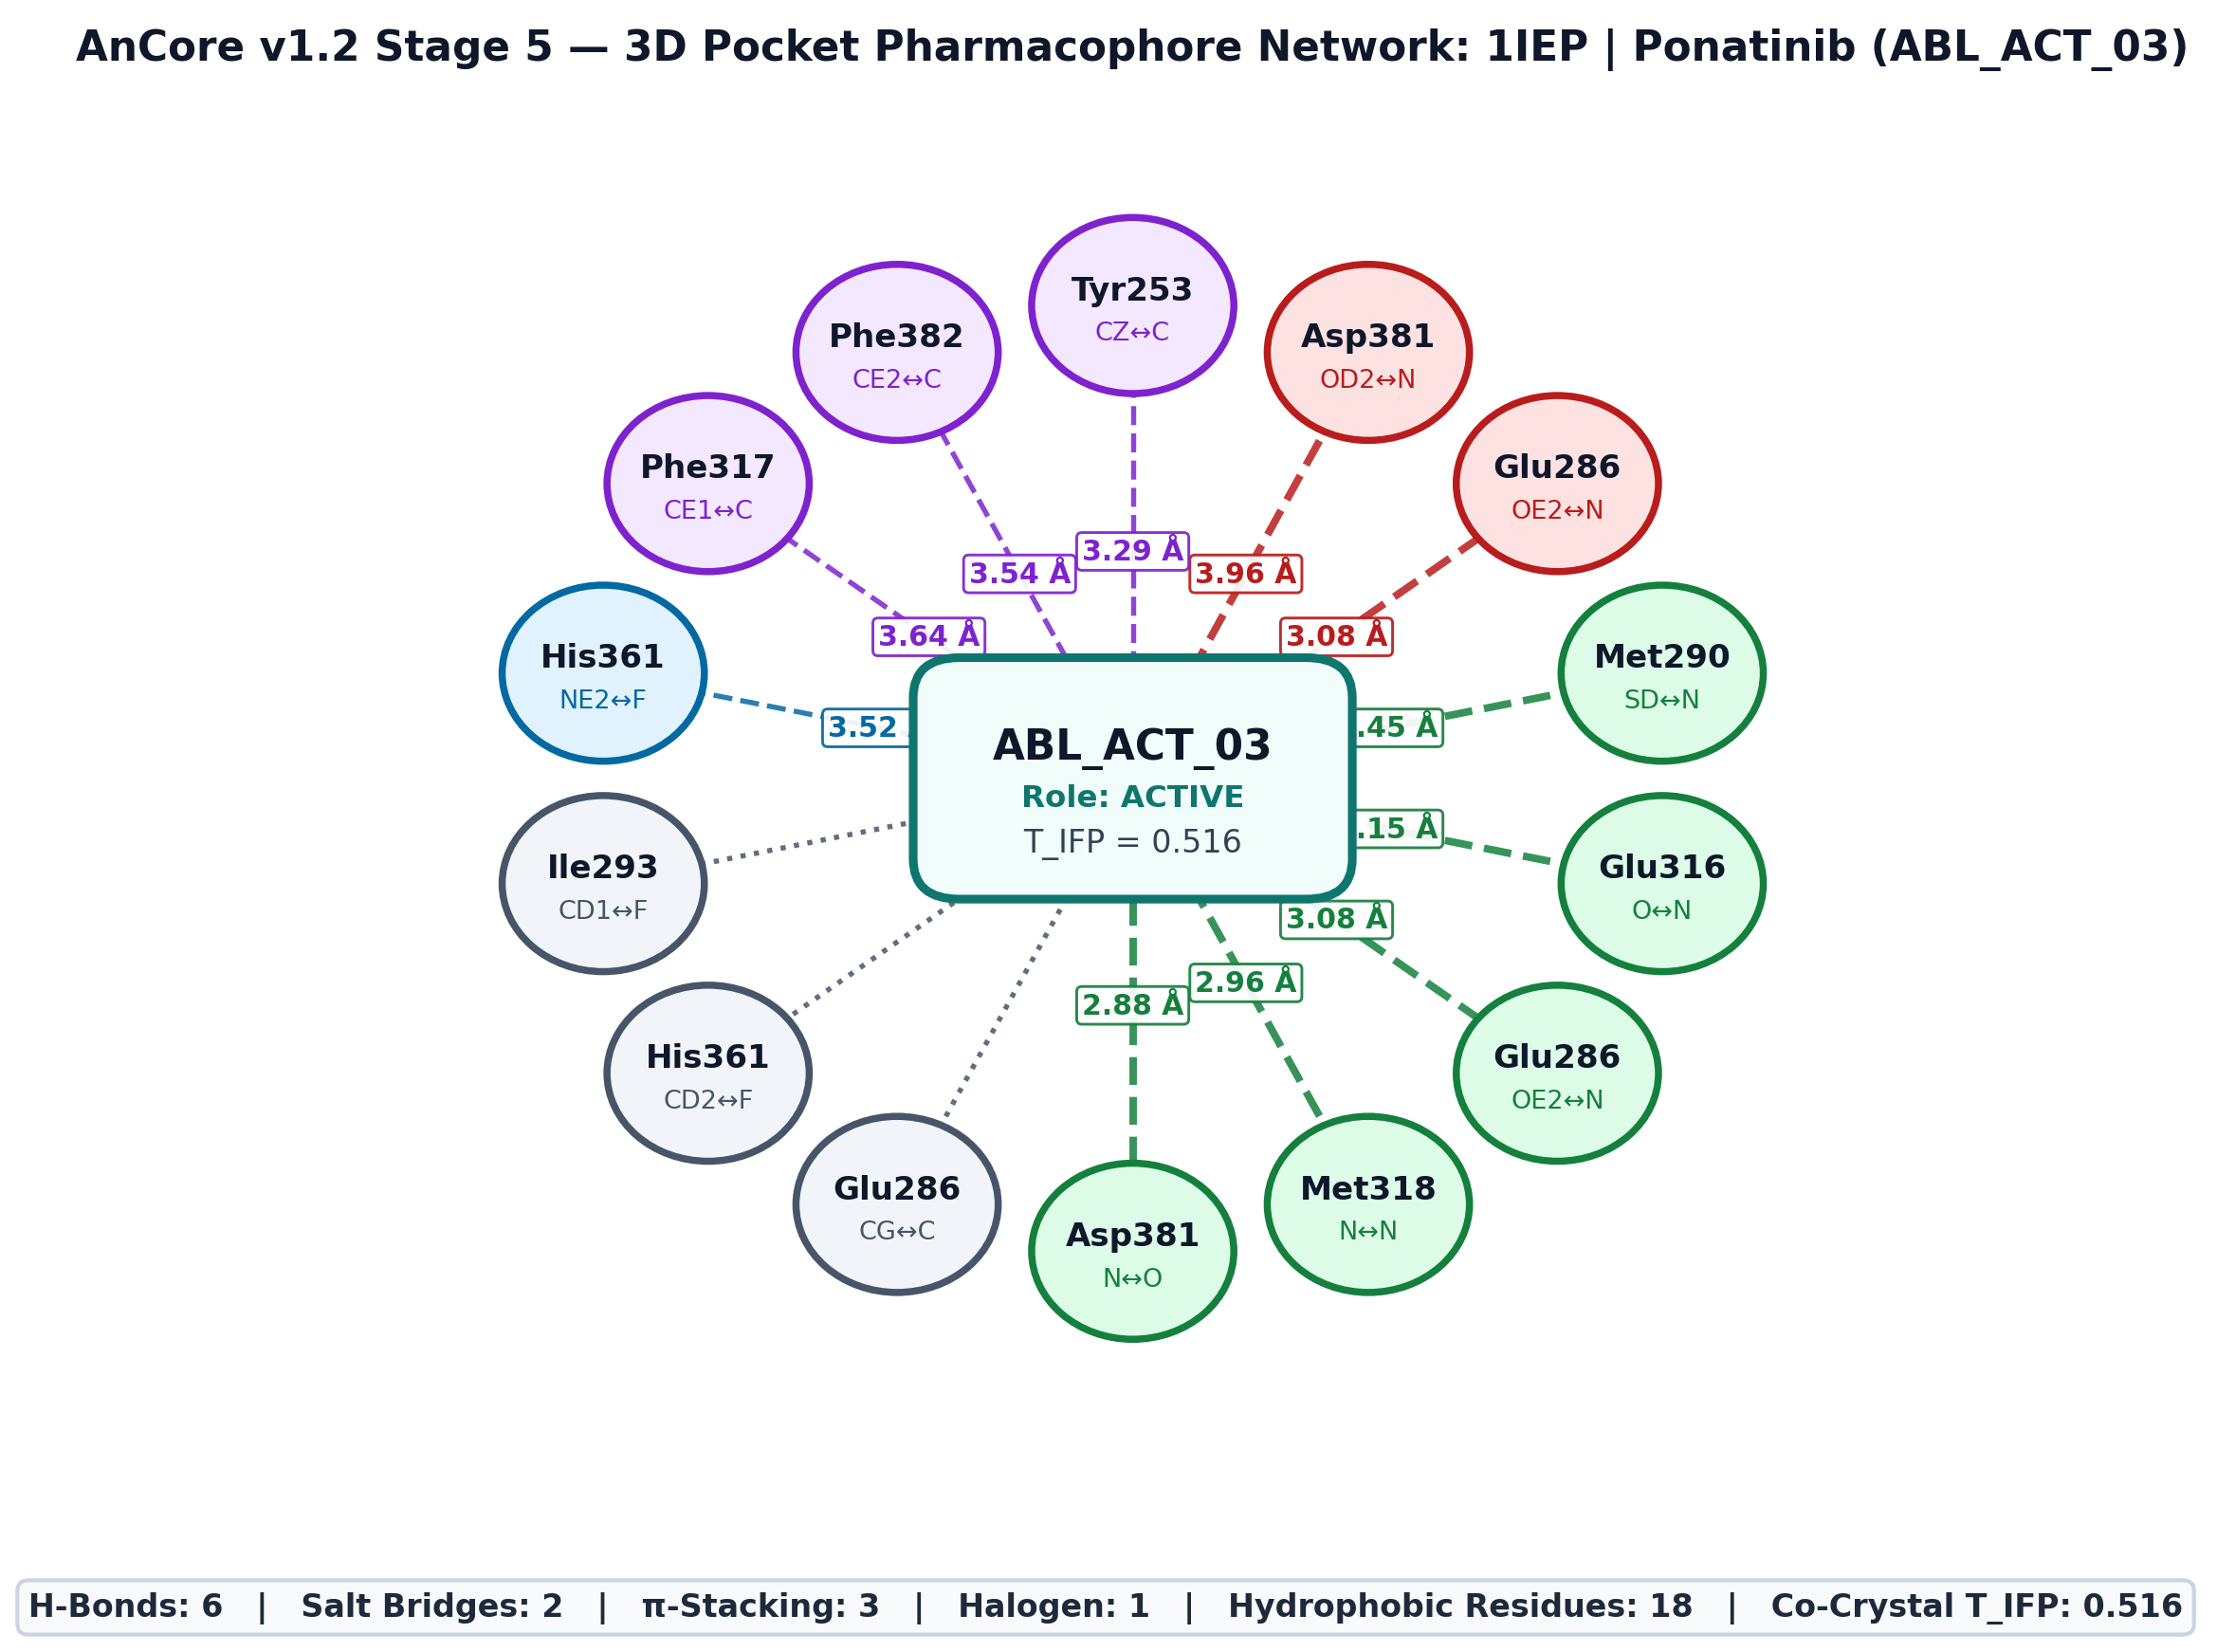 AnCore v1.2 Stage 5 — 3D Pocket Pharmacophore Network: 1IEP | Ponatinib (ABL_ACT_03)
Tyr253
CZ↔C
Phe382
CE2↔C
Asp381
OD2↔N
Phe317
CE1↔C
Glu286
OE2↔N
3.29 Å
3.54 Å
3.96 Å
3.64 Å
3.08 Å
His361
NE2↔F
Met290
SD↔N
3.52
.45 Å
ABL_ACT_03
Role: ACTIVE
T_IFP = 0.516
.15 Å
Ile293
CD1↔F
Glu316
O↔N
3.08 Å
2.96 Å
2.88 Å
His361
CD2↔F
Glu286
OE2↔N
Glu286
CG↔C
Met318
N↔N
Asp381
N↔O
H-Bonds: 6 | Salt Bridges: 2 | π-Stacking: 3 | Halogen: 1 | Hydrophobic Residues: 18 | Co-Crystal T_IFP: 0.516